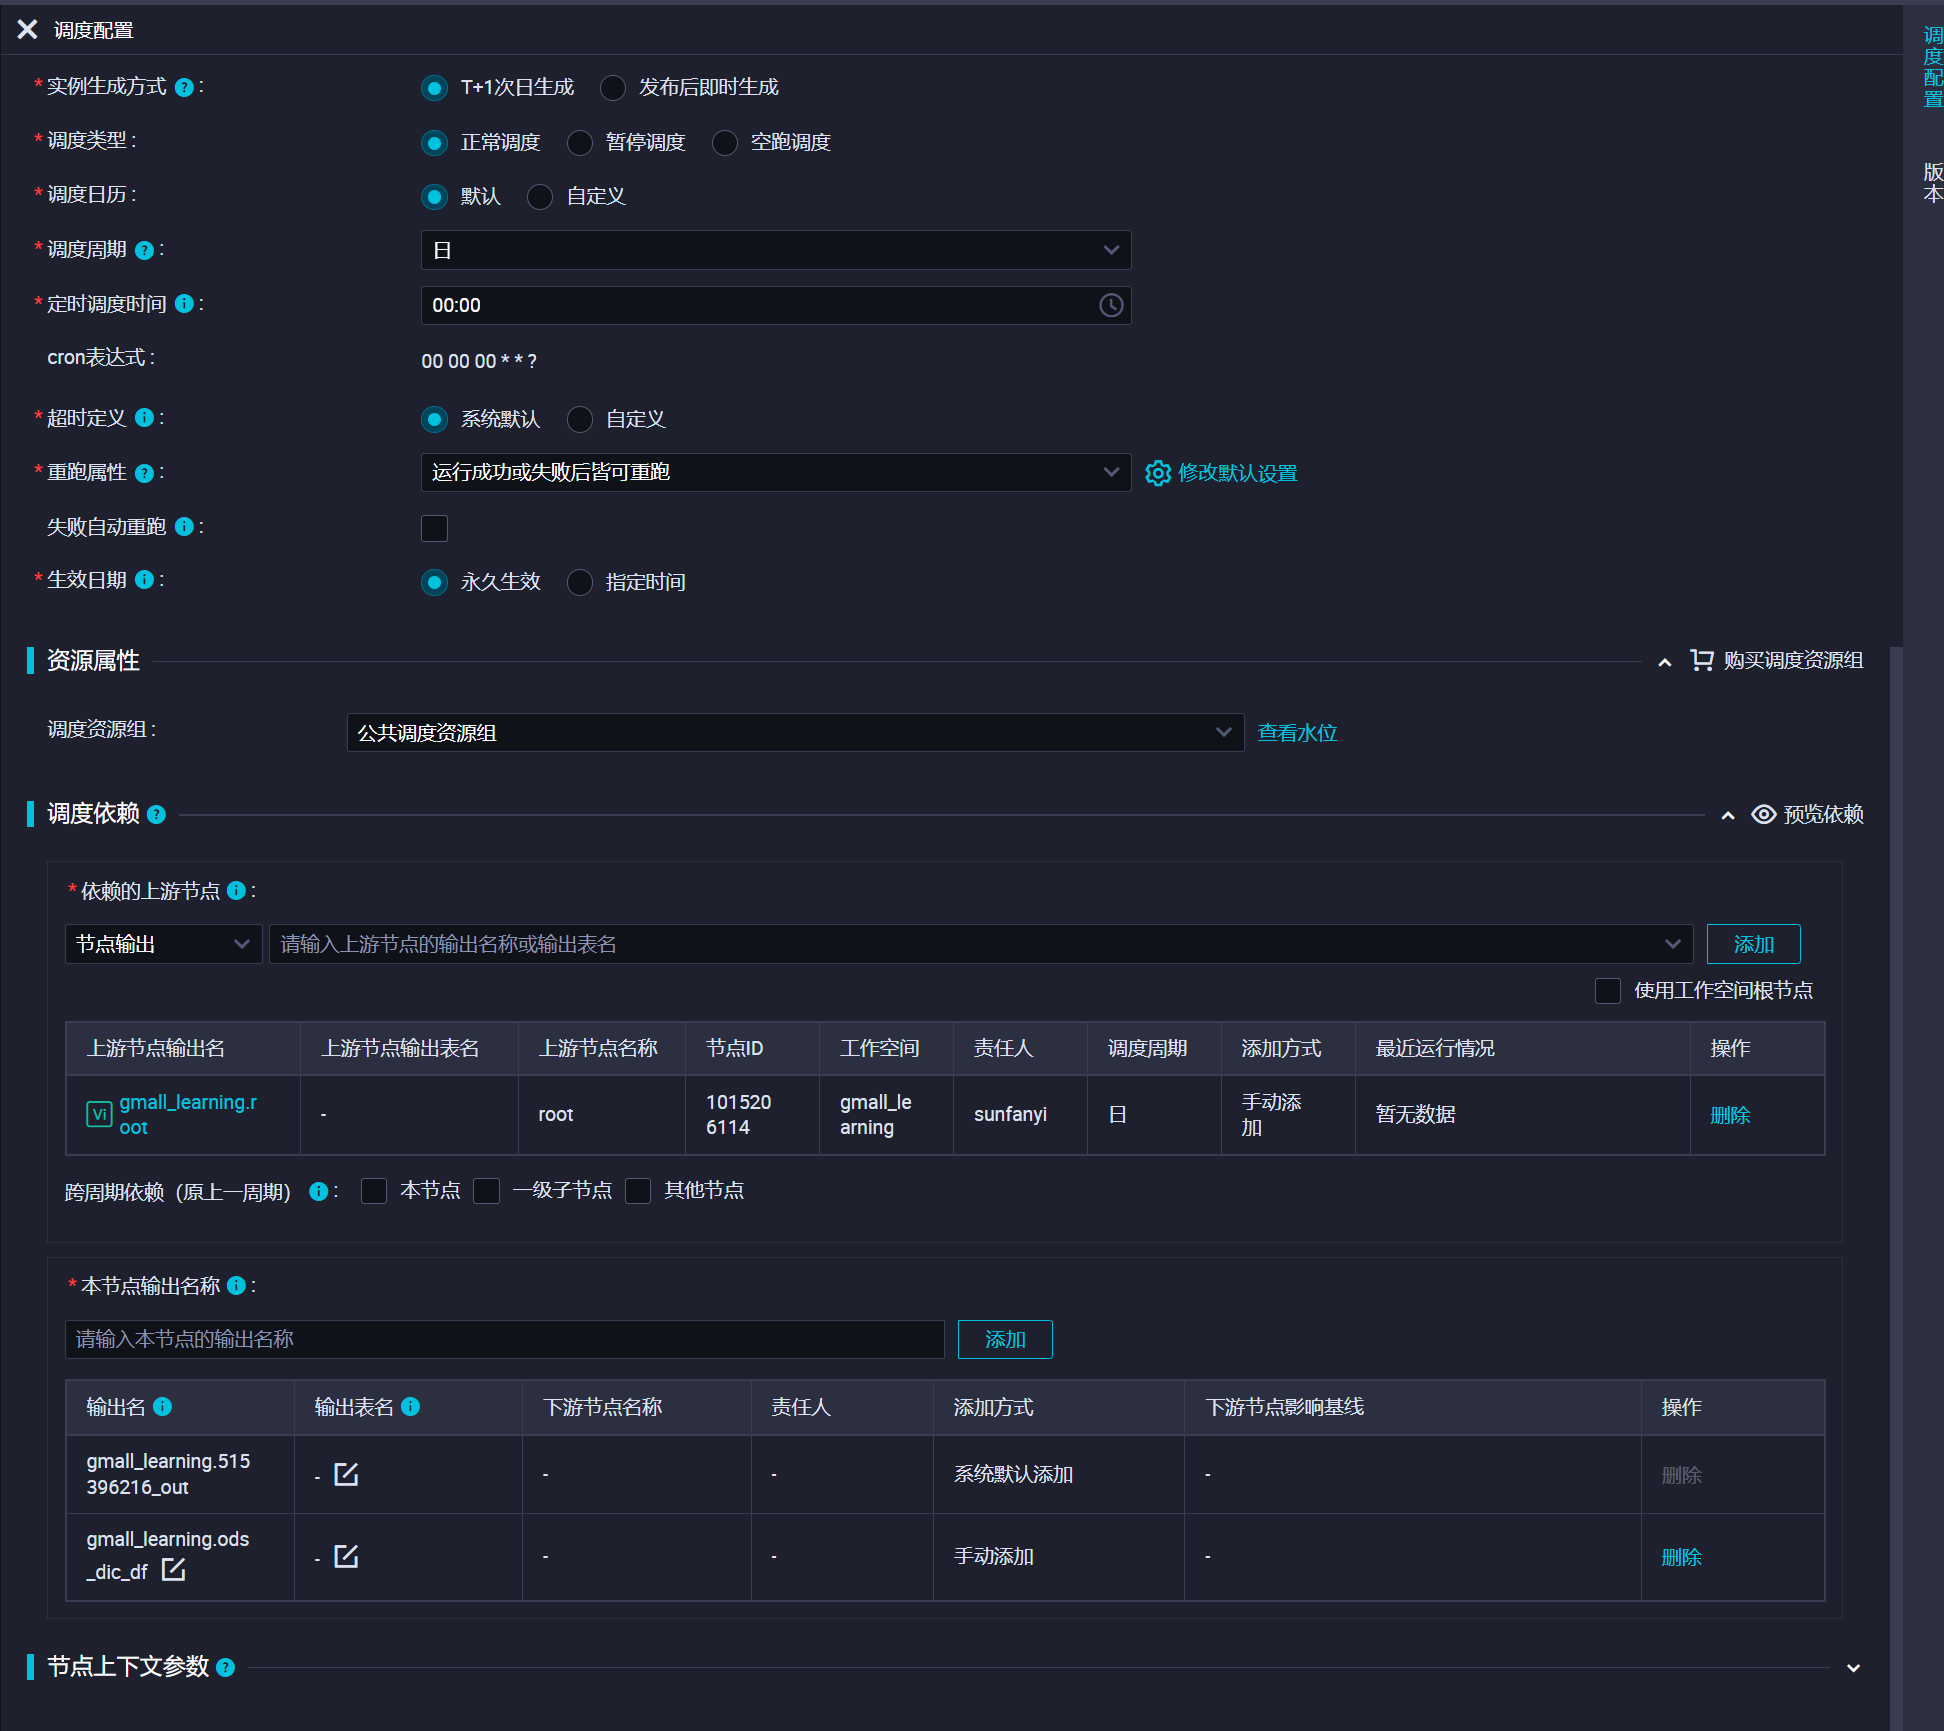 调度配置
* 实例生成方式 ? :
T+1次日生成 发布后即时生成
* 调度类型 :
正常调度 暂停调度 空跑调度
* 调度日历 :
默认 自定义
* 调度周期 ? :
日
* 定时调度时间 i :
00:00
cron表达式 :
00 00 00 * * ?
* 超时定义 i :
系统默认 自定义
* 重跑属性 ? :
运行成功或失败后皆可重跑 修改默认设置
失败自动重跑 i :
* 生效日期 i :
永久生效 指定时间
资源属性 购买调度资源组
调度资源组 :
公共调度资源组 查看水位
调度依赖 ? 预览依赖
* 依赖的上游节点 i :
节点输出 请输入上游节点的输出名称或输出表名 添加
使用工作空间根节点
上游节点输出名 上游节点输出表名 上游节点名称 节点ID 工作空间 责任人 调度周期 添加方式 最近运行情况 操作
Vi gmall_learning.r
oot
-
root
101520
6114
gmall_le
arning
sunfanyi
日
手动添
加
暂无数据
删除
跨周期依赖（原上一周期） i : 本节点 一级子节点 其他节点
* 本节点输出名称 i :
请输入本节点的输出名称 添加
输出名 i 输出表名 i 下游节点名称 责任人 添加方式 下游节点影响基线 操作
gmall_learning.515
396216_out
- - - 系统默认添加 - 删除
gmall_learning.ods
_dic_df
- - - 手动添加 - 删除
节点上下文参数 ?
调
度
配
置
版
本